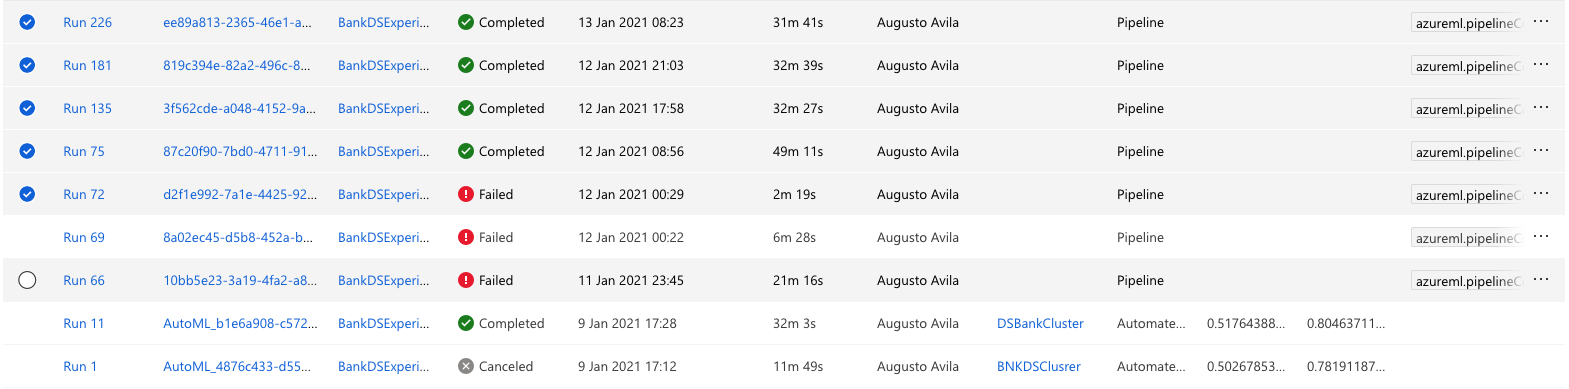 Run 226 ee89a813-2365-46e1-a... BankDSExperi... Completed 13 Jan 2021 08:23 31m 41s Augusto Avila Pipeline azureml.pipelineC ...
Run 181 819c394e-82a2-496c-8... BankDSExperi... Completed 12 Jan 2021 21:03 32m 39s Augusto Avila Pipeline azureml.pipelineC ...
Run 135 3f562cde-a048-4152-9a... BankDSExperi... Completed 12 Jan 2021 17:58 32m 27s Augusto Avila Pipeline azureml.pipelineC ...
Run 75 87c20f90-7bd0-4711-91... BankDSExperi... Completed 12 Jan 2021 08:56 49m 11s Augusto Avila Pipeline azureml.pipelineC ...
Run 72 d2f1e992-7a1e-4425-92... BankDSExperi... Failed 12 Jan 2021 00:29 2m 19s Augusto Avila Pipeline azureml.pipelineC ...
Run 69 8a02ec45-d5b8-452a-b... BankDSExperi... Failed 12 Jan 2021 00:22 6m 28s Augusto Avila Pipeline azureml.pipelineC ...
Run 66 10bb5e23-3a19-4fa2-a8... BankDSExperi... Failed 11 Jan 2021 23:45 21m 16s Augusto Avila Pipeline azureml.pipelineC ...
Run 11 AutoML_b1e6a908-c572... BankDSExperi... Completed 9 Jan 2021 17:28 32m 3s Augusto Avila DSBankCluster Automate... 0.51764388... 0.80463711...
Run 1 AutoML_4876c433-d55... BankDSExperi... Canceled 9 Jan 2021 17:12 11m 49s Augusto Avila BNKDSClusrer Automate... 0.50267853... 0.78191187...